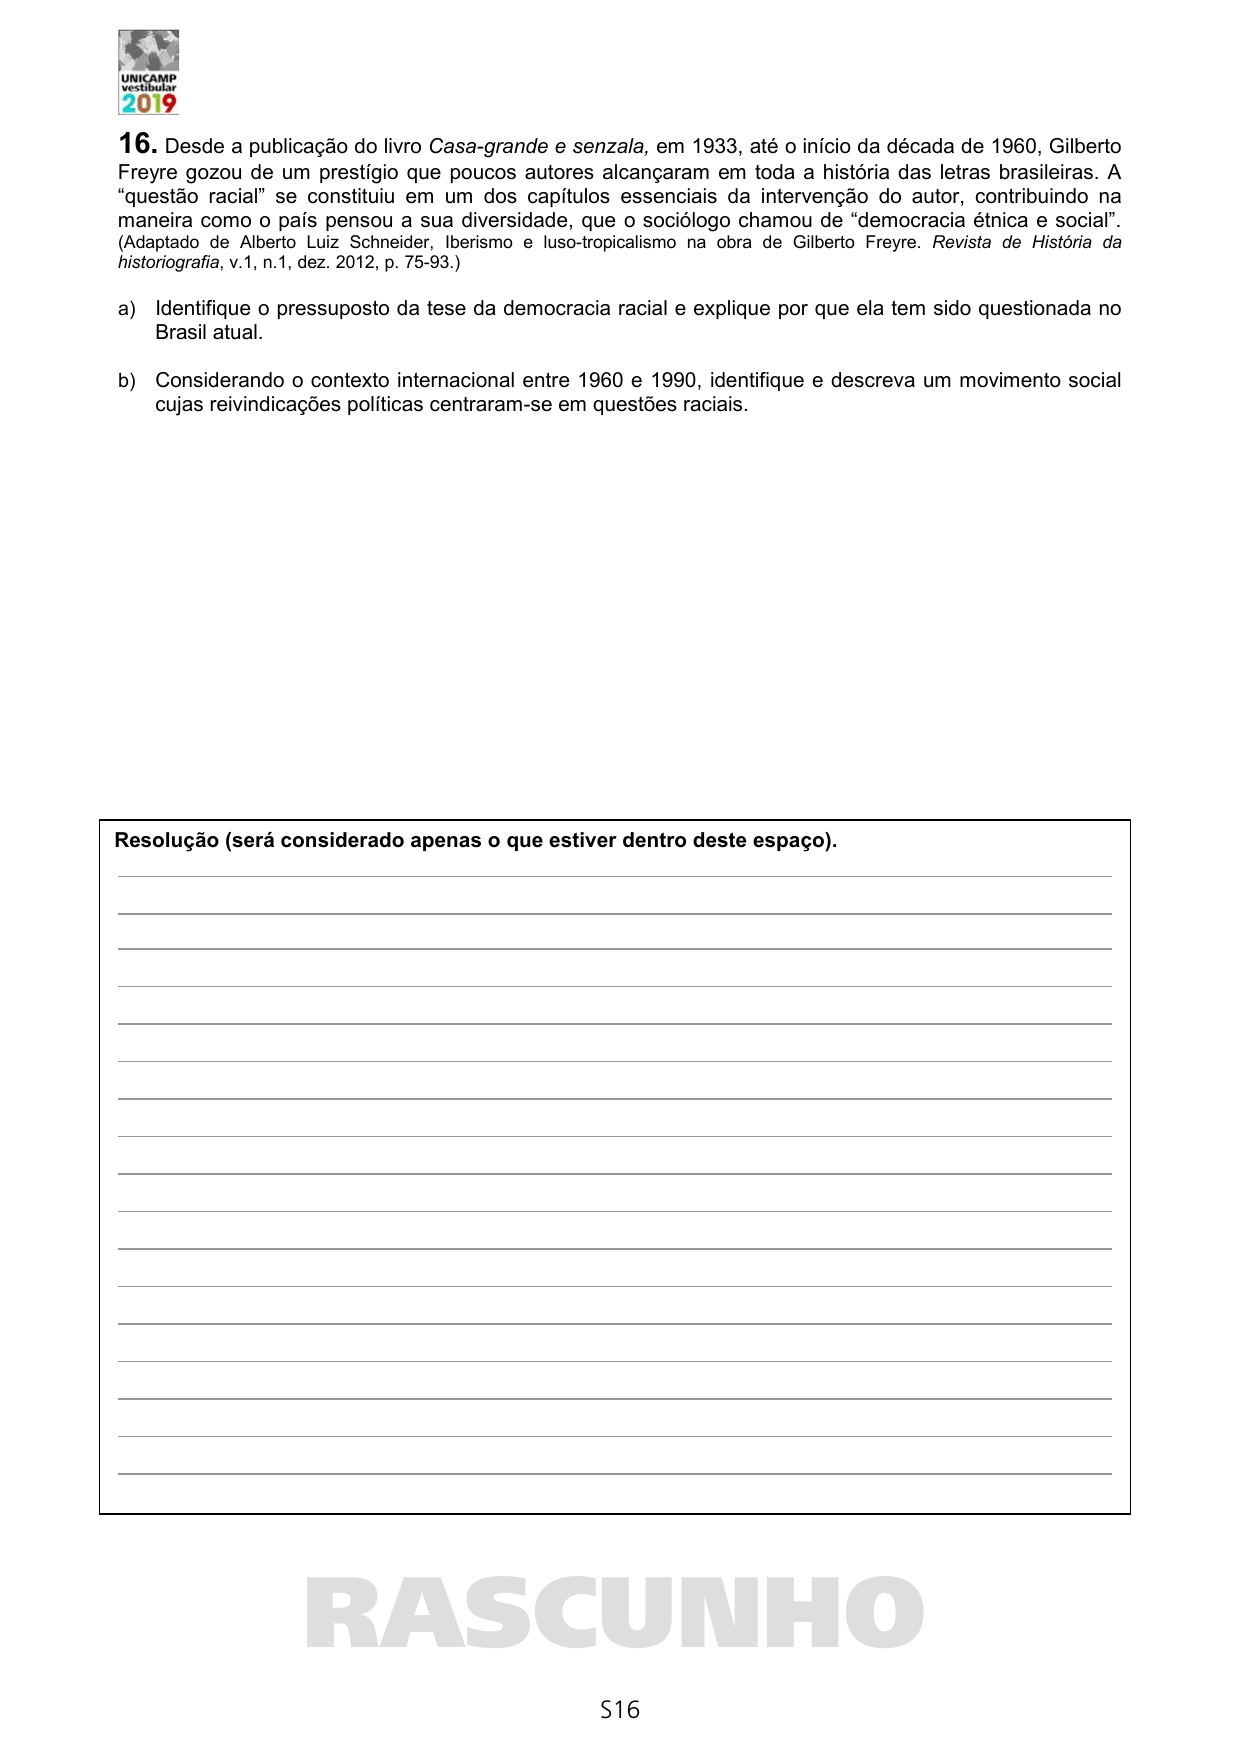 UNICAMP
vestibular
2019
16. Desde a publicação do livro Casa-grande e senzala, em 1933, até o início da década de 1960, Gilberto
Freyre gozou de um prestígio que poucos autores alcançaram em toda a história das letras brasileiras. A
“questão racial” se constituiu em um dos capítulos essenciais da intervenção do autor, contribuindo na
maneira como o país pensou a sua diversidade, que o sociólogo chamou de “democracia étnica e social”.
(Adaptado de Alberto Luiz Schneider, Iberismo e luso-tropicalismo na obra de Gilberto Freyre. Revista de História da
historiografia, v.1, n.1, dez. 2012, p. 75-93.)
a) Identifique o pressuposto da tese da democracia racial e explique por que ela tem sido questionada no
Brasil atual.
b) Considerando o contexto internacional entre 1960 e 1990, identifique e descreva um movimento social
cujas reivindicações políticas centraram-se em questões raciais.
Resolução (será considerado apenas o que estiver dentro deste espaço).
RASCUNHO
S16